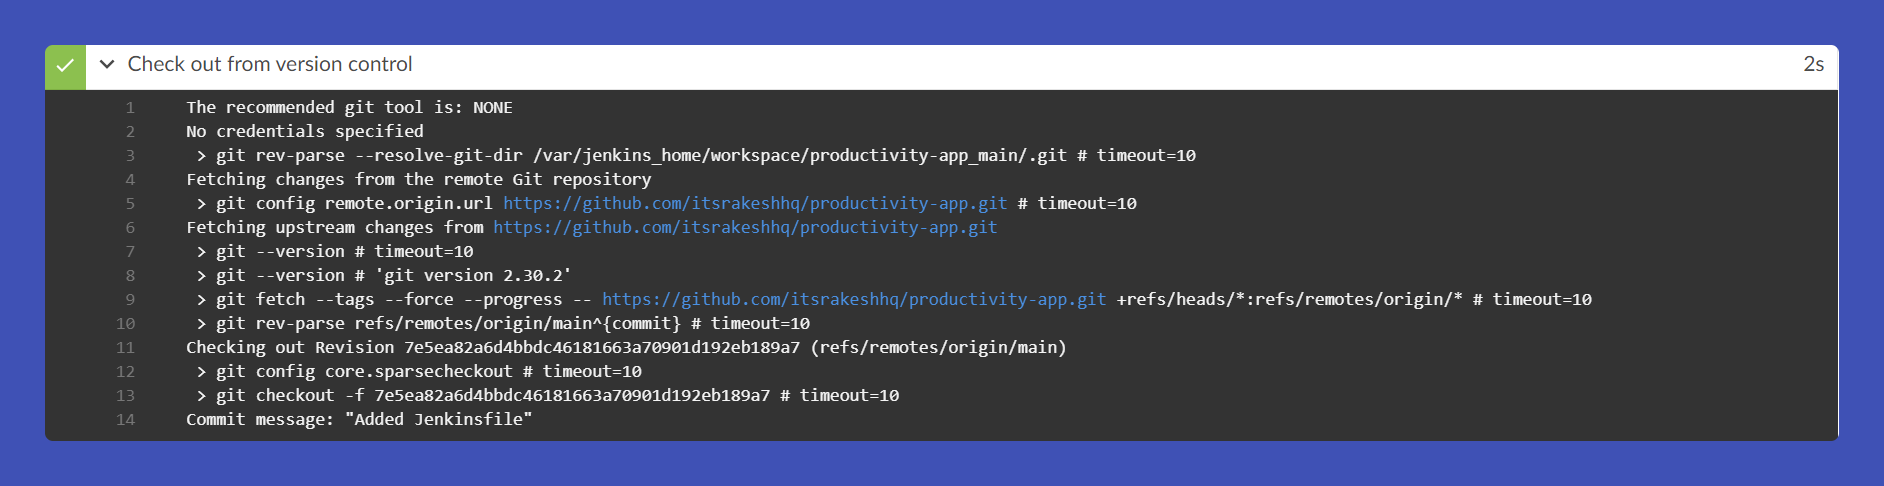 Check out from version control 2s
1 The recommended git tool is: NONE
2 No credentials specified
3 > git rev-parse --resolve-git-dir /var/jenkins_home/workspace/productivity-app_main/.git # timeout=10
4 Fetching changes from the remote Git repository
5 > git config remote.origin.url https://github.com/itsrakeshhq/productivity-app.git # timeout=10
6 Fetching upstream changes from https://github.com/itsrakeshhq/productivity-app.git
7 > git --version # timeout=10
8 > git --version # 'git version 2.30.2'
9 > git fetch --tags --force --progress -- https://github.com/itsrakeshhq/productivity-app.git +refs/heads/*:refs/remotes/origin/* # timeout=10
10 > git rev-parse refs/remotes/origin/main^{commit} # timeout=10
11 Checking out Revision 7e5ea82a6d4bbdc46181663a70901d192eb189a7 (refs/remotes/origin/main)
12 > git config core.sparsecheckout # timeout=10
13 > git checkout -f 7e5ea82a6d4bbdc46181663a70901d192eb189a7 # timeout=10
14 Commit message: "Added Jenkinsfile"